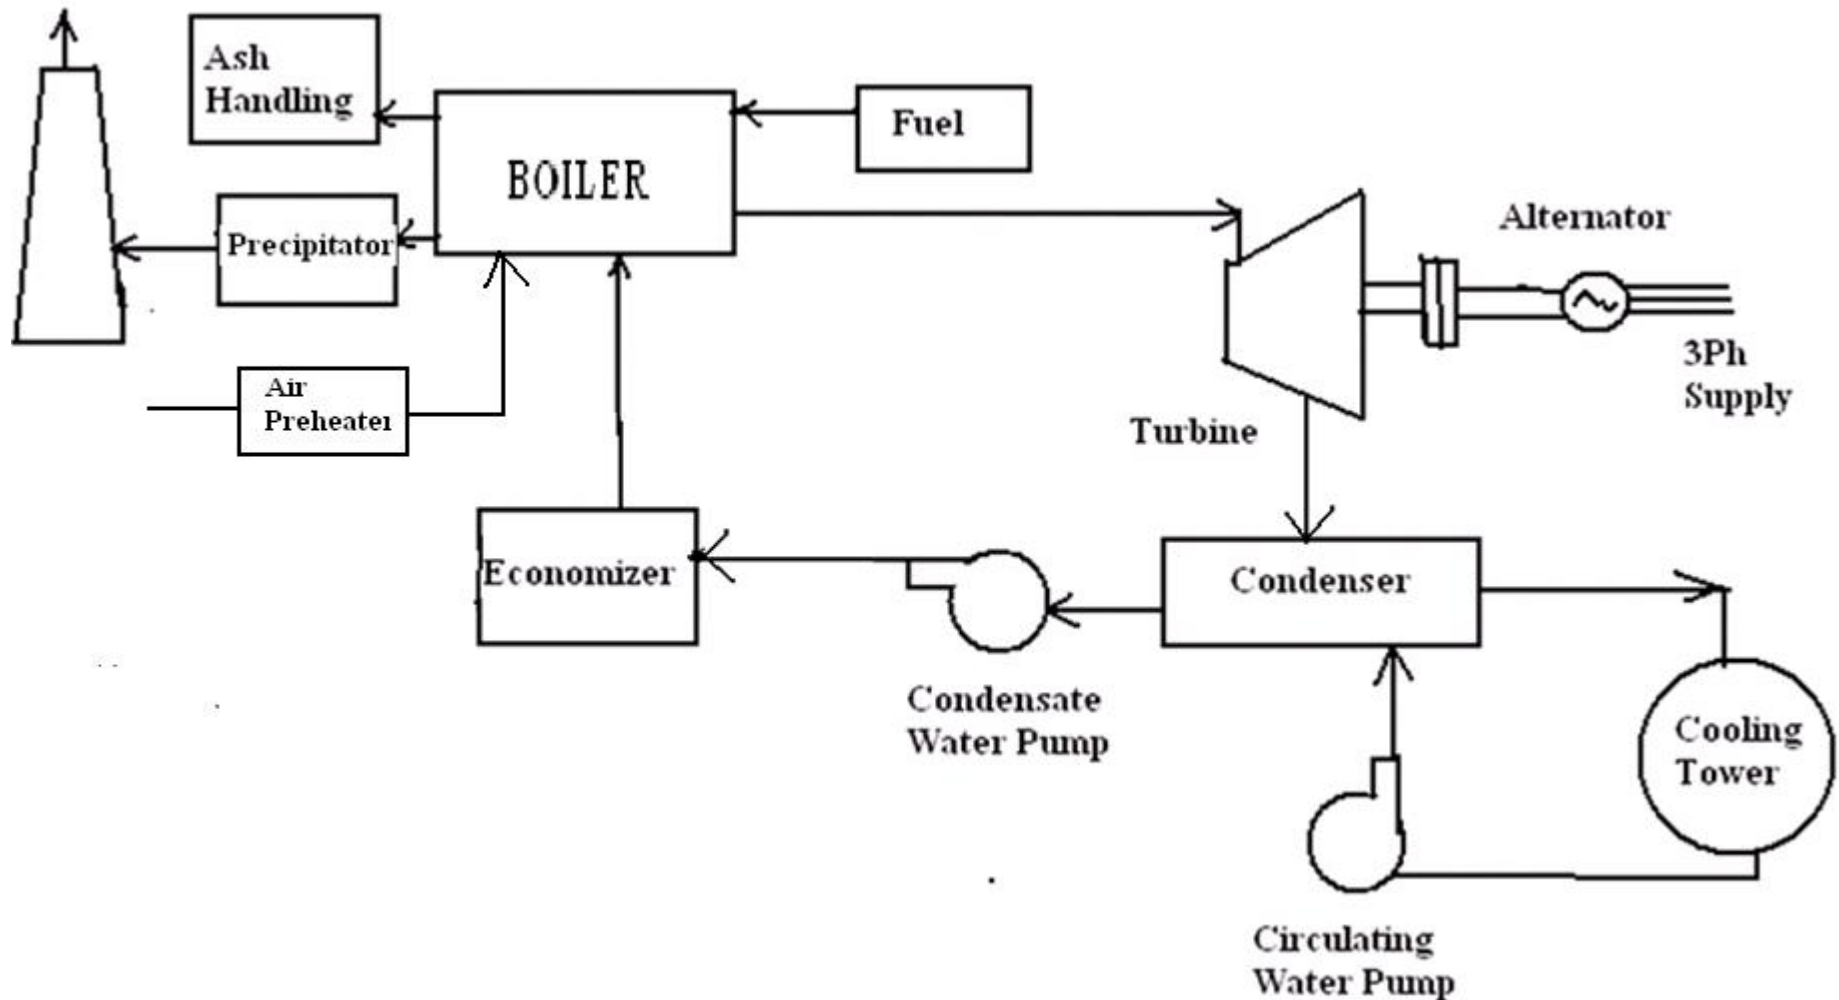 Ash
Handling
BOILER
Fuel
Precipitator
Alternator
3Ph
Supply
Air
Preheater
Turbine
Economizer
Condenser
Condensate
Water Pump
Cooling
Tower
Circulating
Water Pump